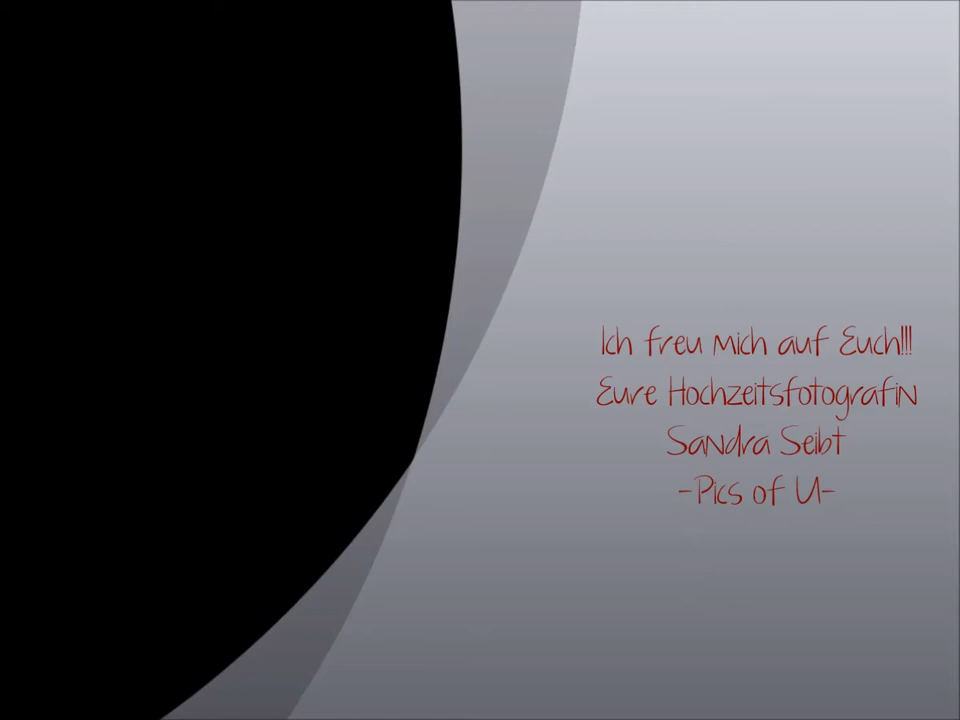 Ich freu mich auf Euch!!!
Eure Hochzeitsfotografin
Sandra Seibt
-Pics of U-